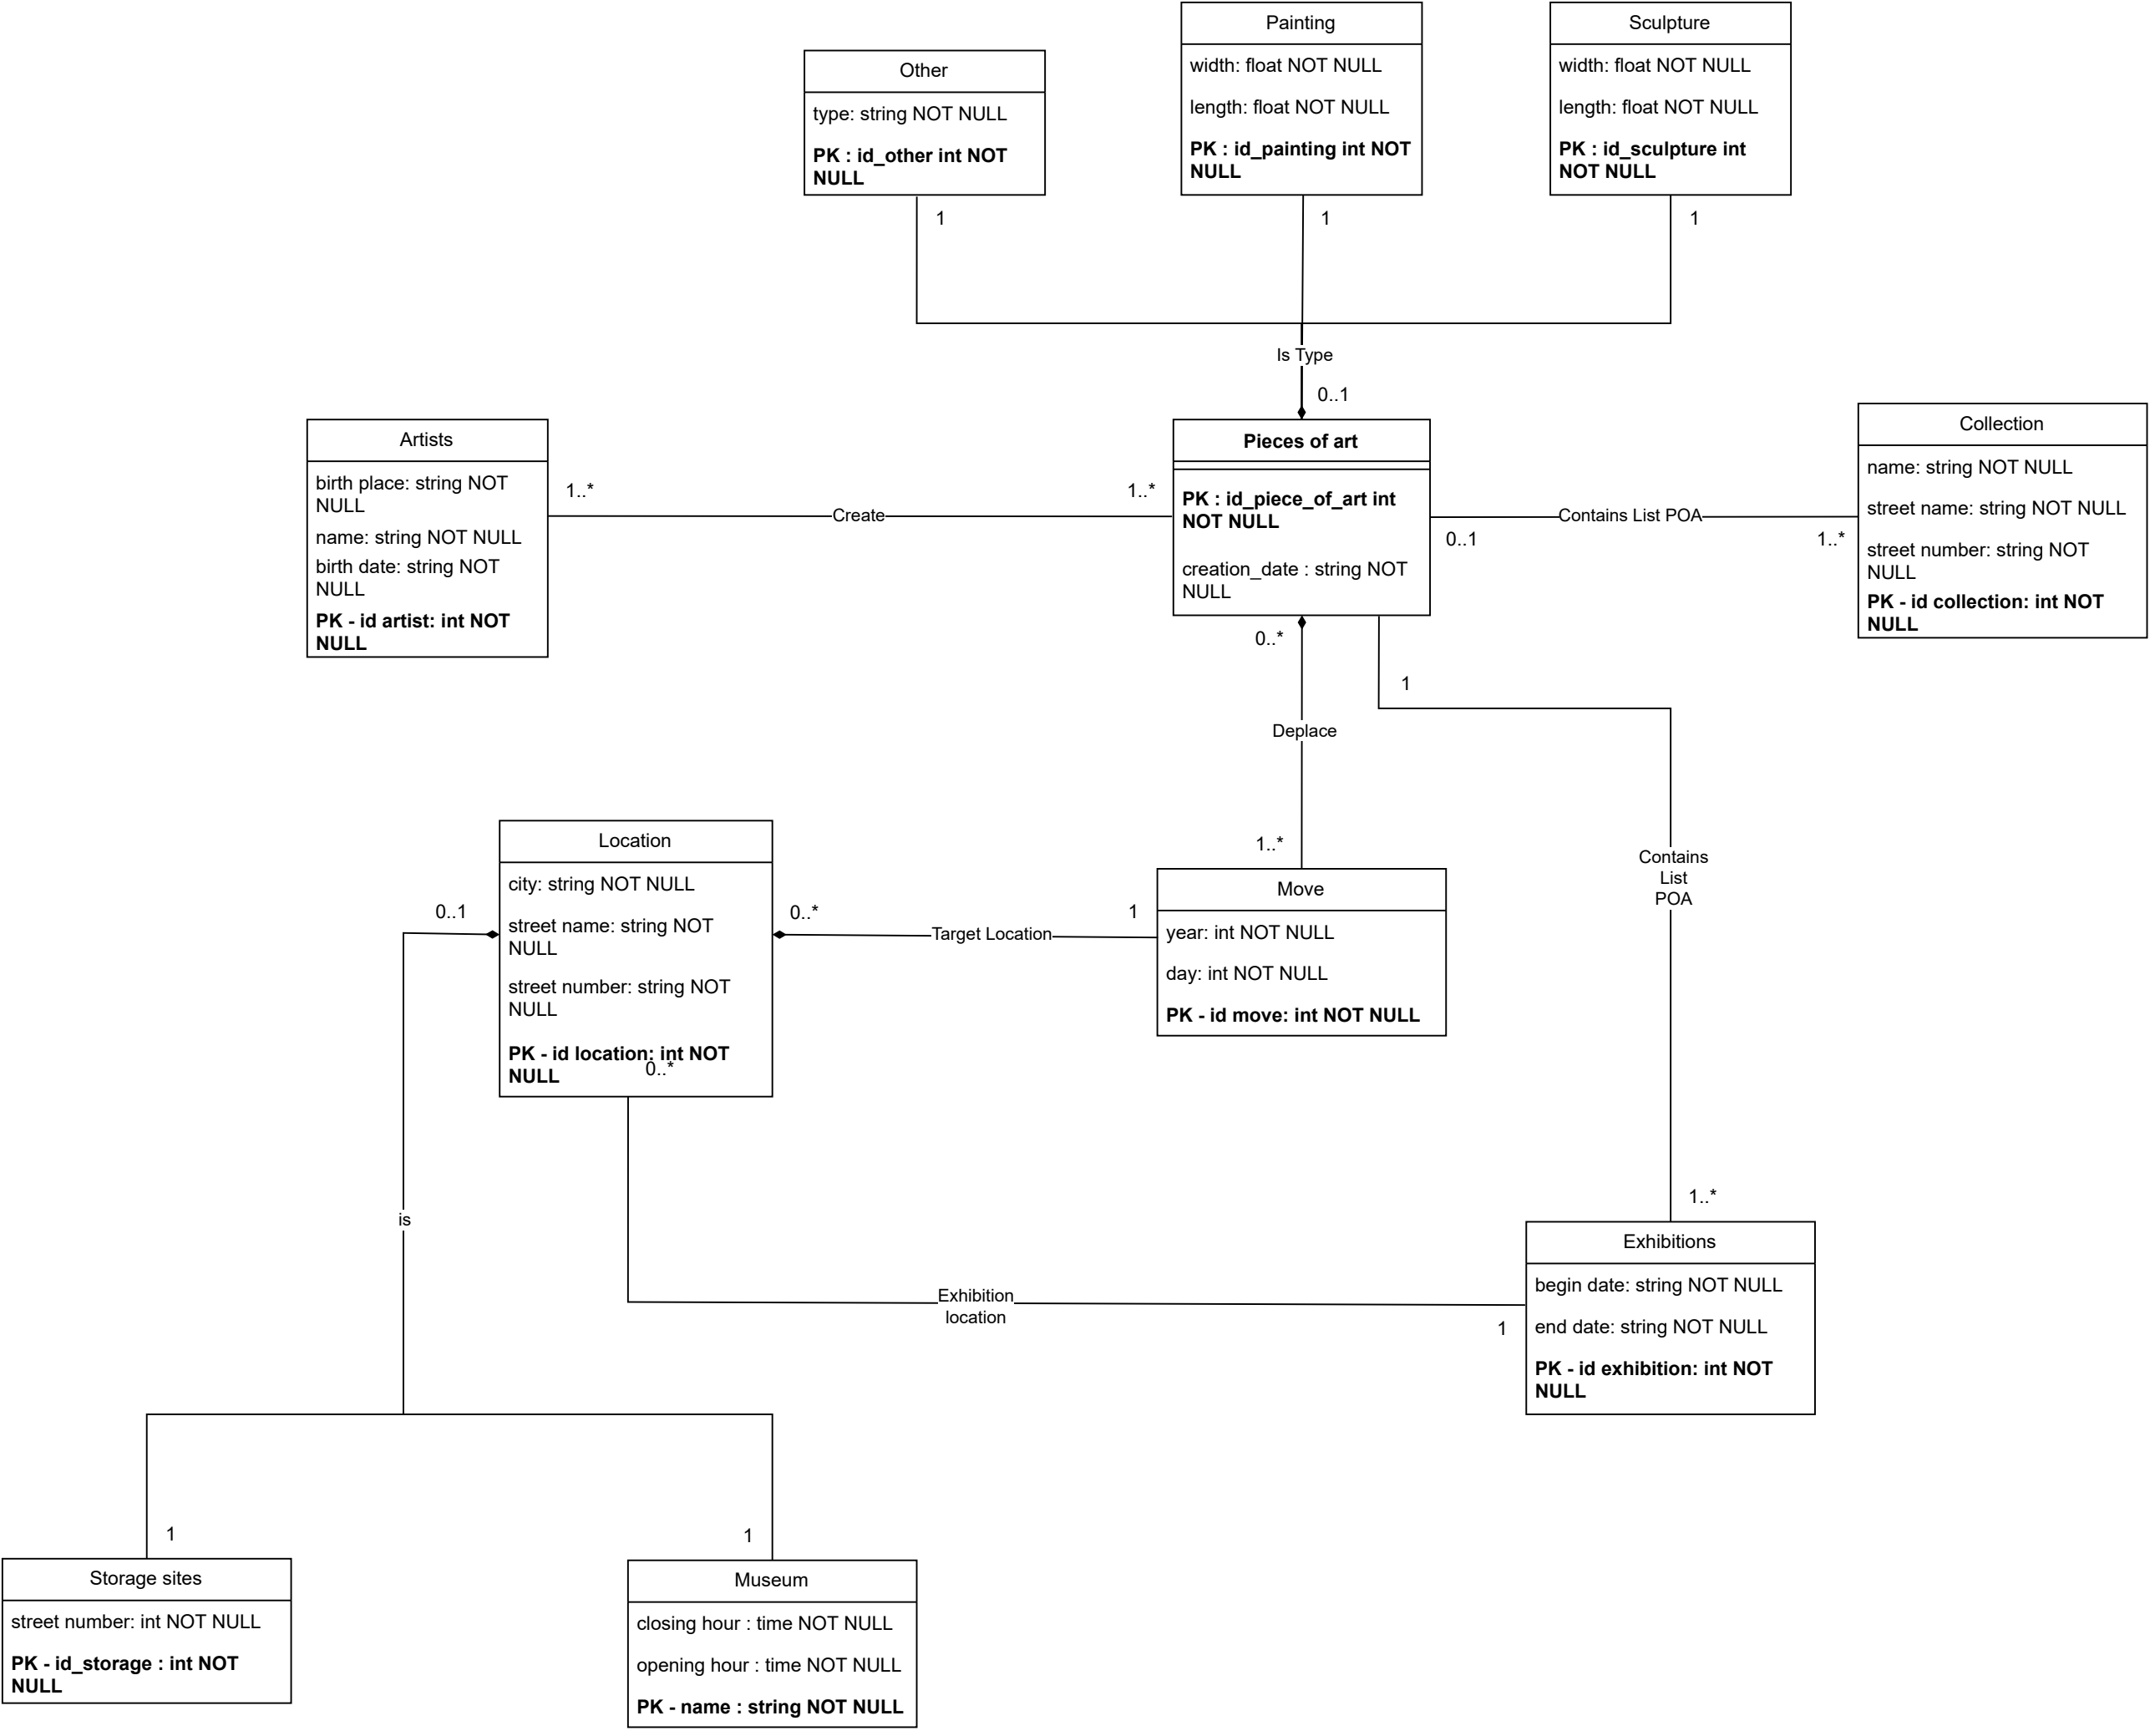 Painting
width: float NOT NULL
length: float NOT NULL
PK : id_painting int NOT
NULL
Sculpture
width: float NOT NULL
length: float NOT NULL
PK : id_sculpture int
NOT NULL
Other
type: string NOT NULL
PK : id_other int NOT
NULL
1
1
1
Is Type
0..1
Artists
birth place: string NOT
NULL
name: string NOT NULL
birth date: string NOT
NULL
PK - id artist: int NOT
NULL
1..*
Create
1..*
Pieces of art
PK : id_piece_of_art int
NOT NULL
creation_date : string NOT
NULL
0..1
Contains List POA
1..*
Collection
name: string NOT NULL
street name: string NOT NULL
street number: string NOT
NULL
PK - id collection: int NOT
NULL
0..*
Deplace
1..*
1
Contains
List
POA
1..*
Location
city: string NOT NULL
street name: string NOT
NULL
street number: string NOT
NULL
PK - id location: int NOT
NULL
0..*
0..1
0..*
Target Location
1
Move
year: int NOT NULL
day: int NOT NULL
PK - id move: int NOT NULL
is
Exhibition
location
1
Exhibitions
begin date: string NOT NULL
end date: string NOT NULL
PK - id exhibition: int NOT
NULL
1
1
Storage sites
street number: int NOT NULL
PK - id_storage : int NOT
NULL
Museum
closing hour : time NOT NULL
opening hour : time NOT NULL
PK - name : string NOT NULL